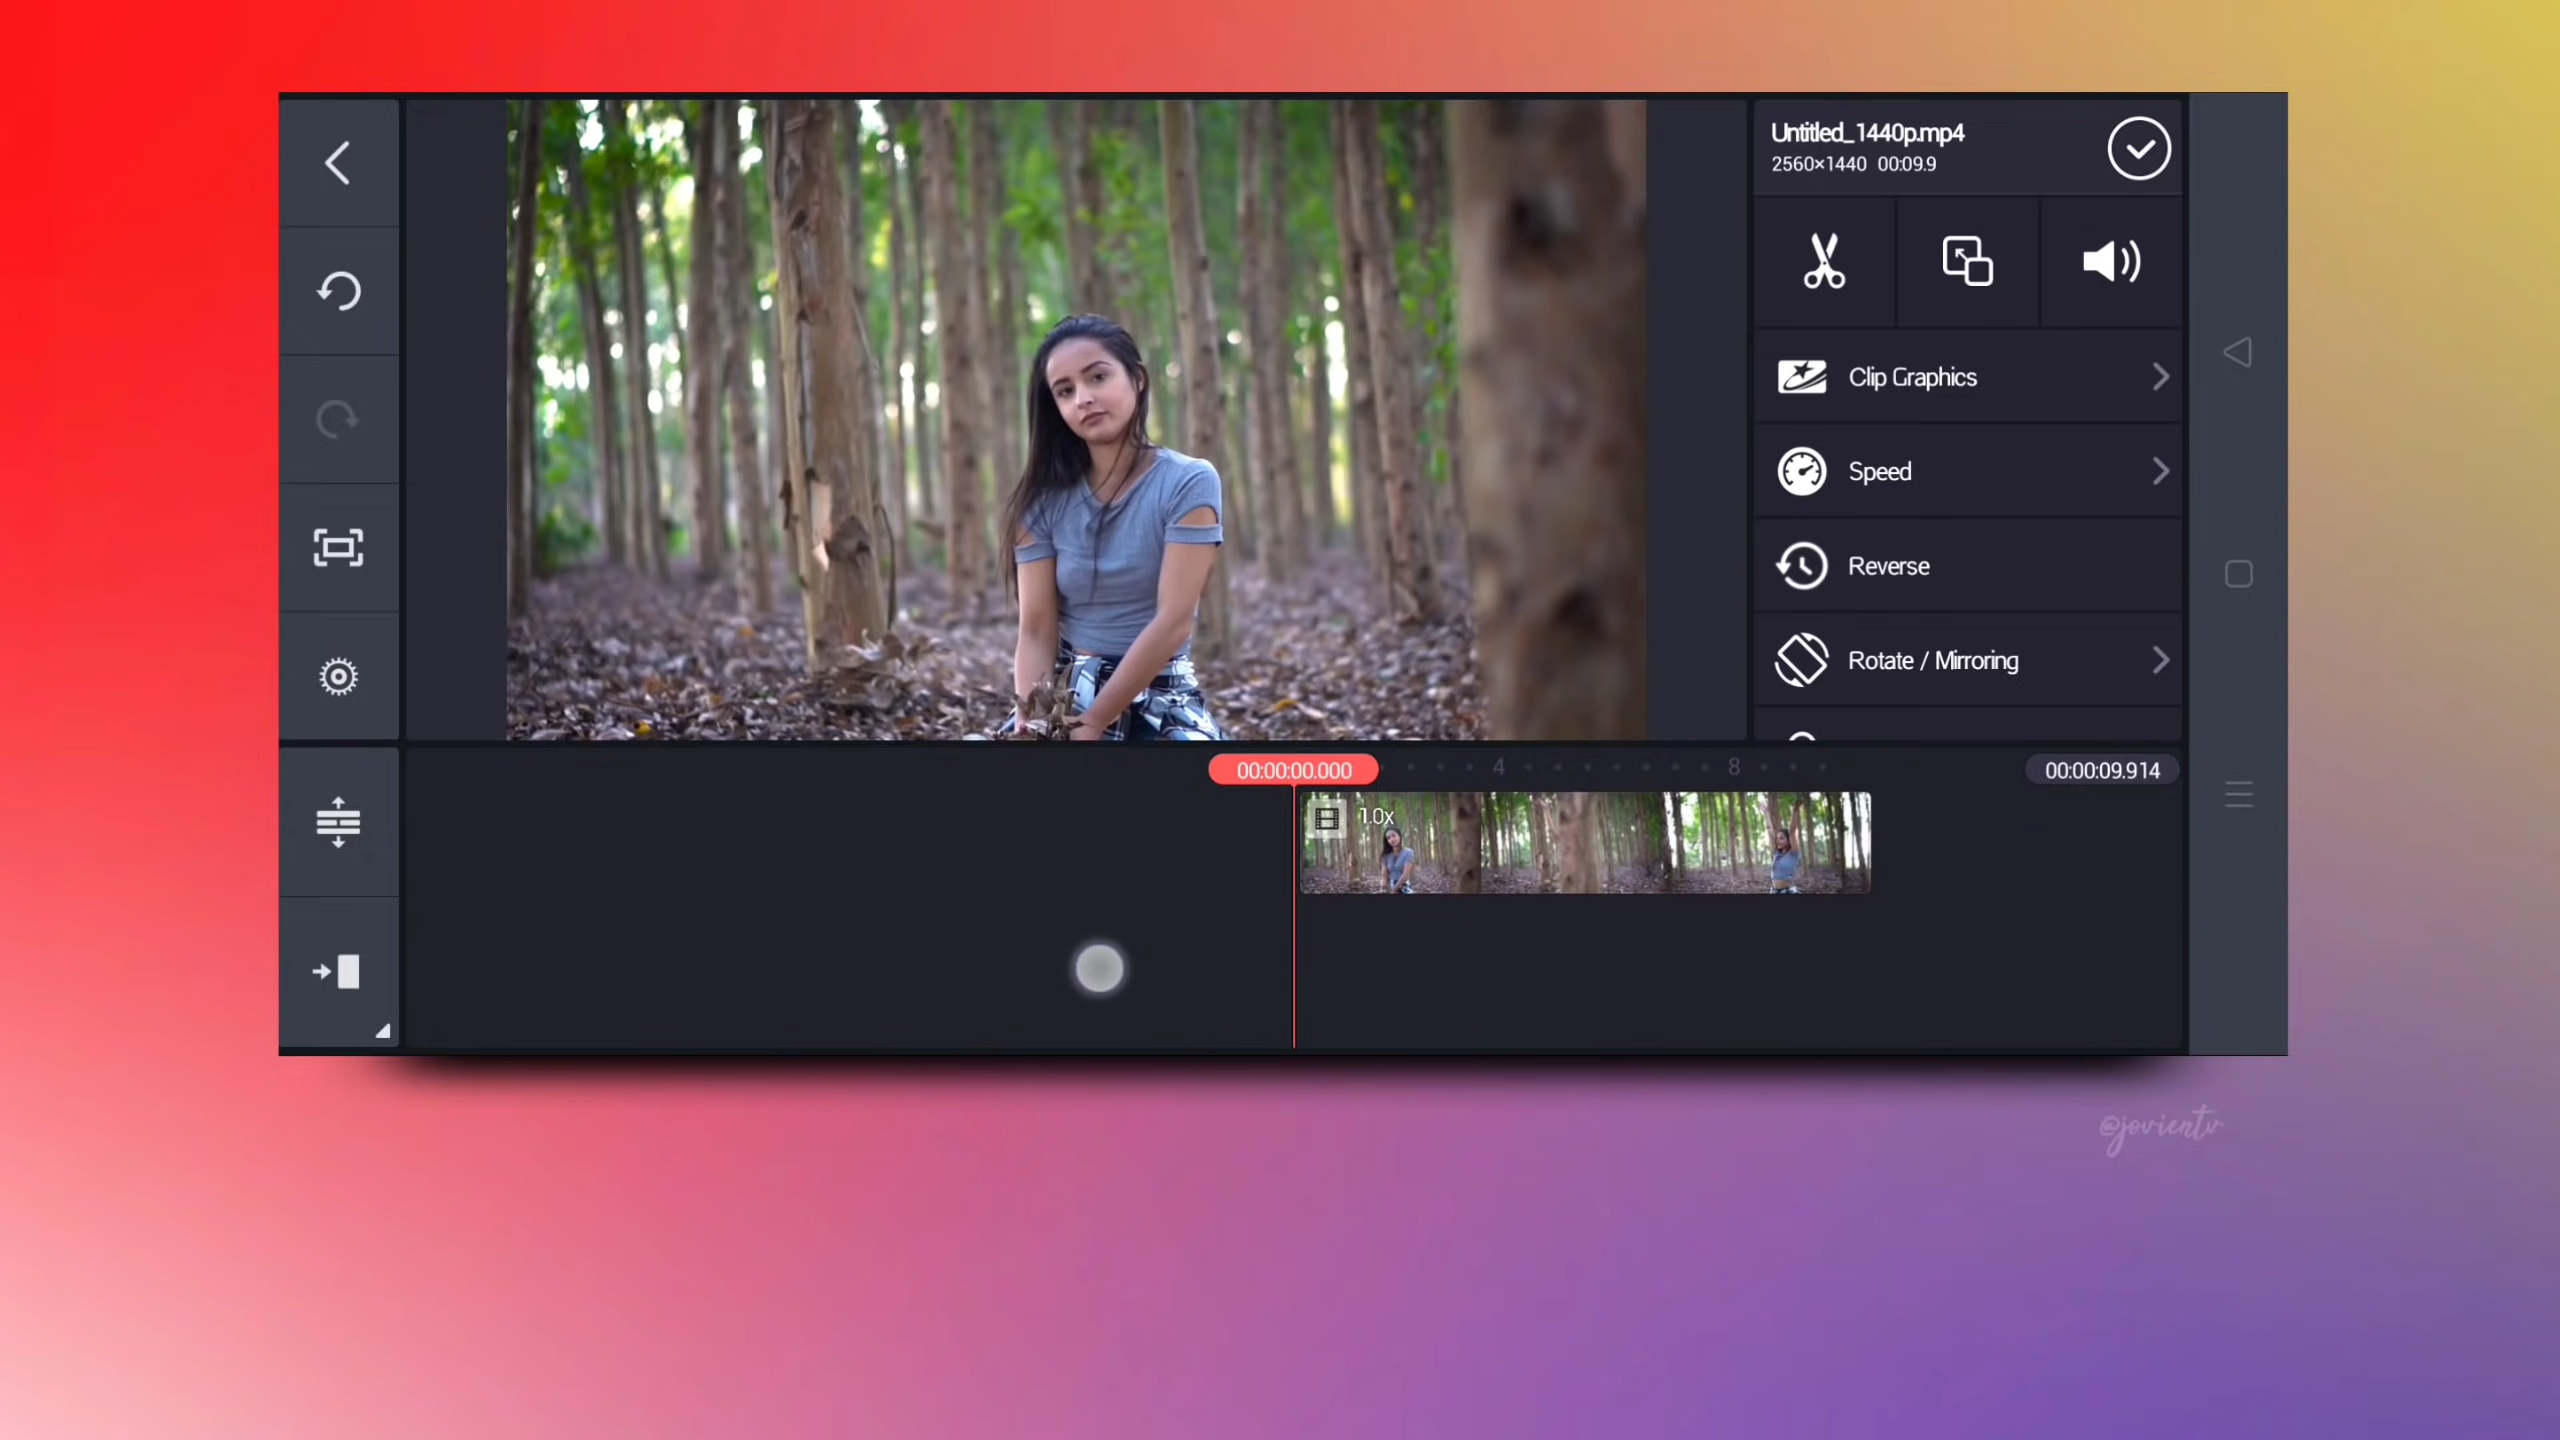 Untitled_1440p.mp4
2560×1440 00:09.9
Clip Graphics
Speed
Reverse
Rotate / Mirroring
00:00:00.000
4
8
00:00:09.914
1.0x
@jovientv